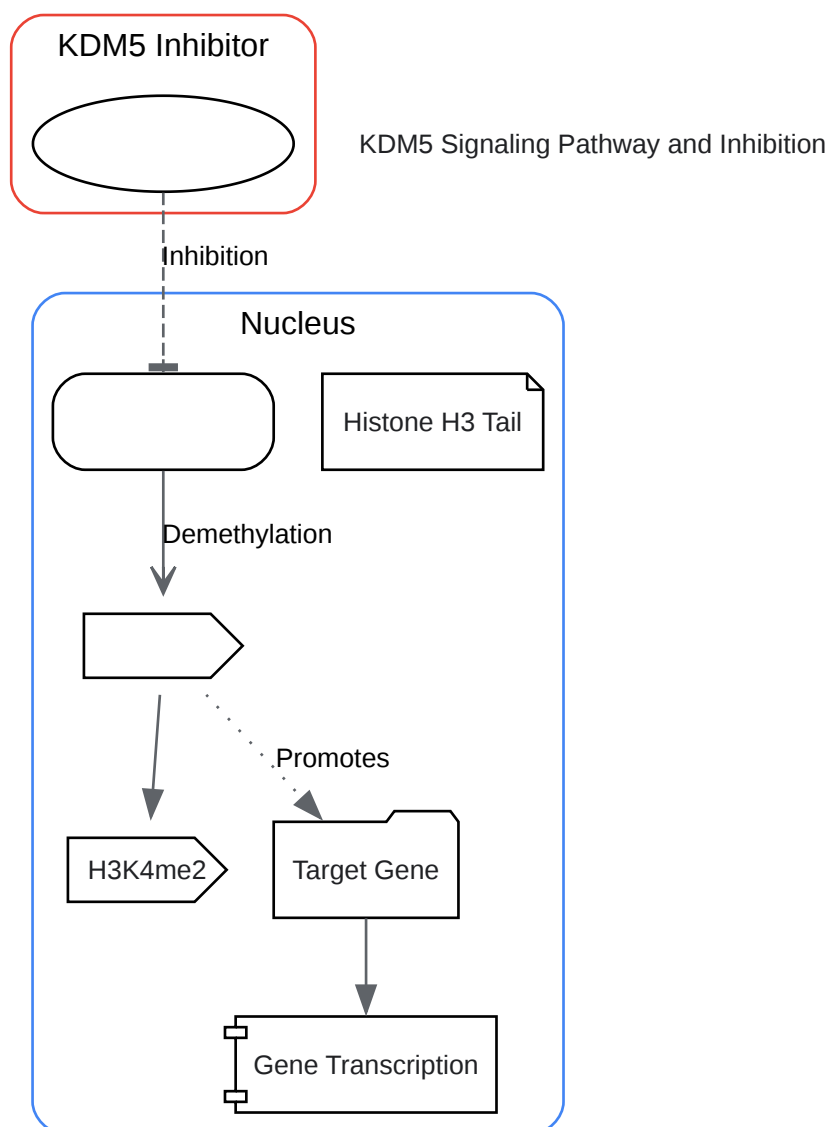 KDM5 Inhibitor
KDM5 Signaling Pathway and Inhibition
Inhibition
Nucleus
Histone H3 Tail
Demethylation
Promotes
H3K4me2
Target Gene
Gene Transcription